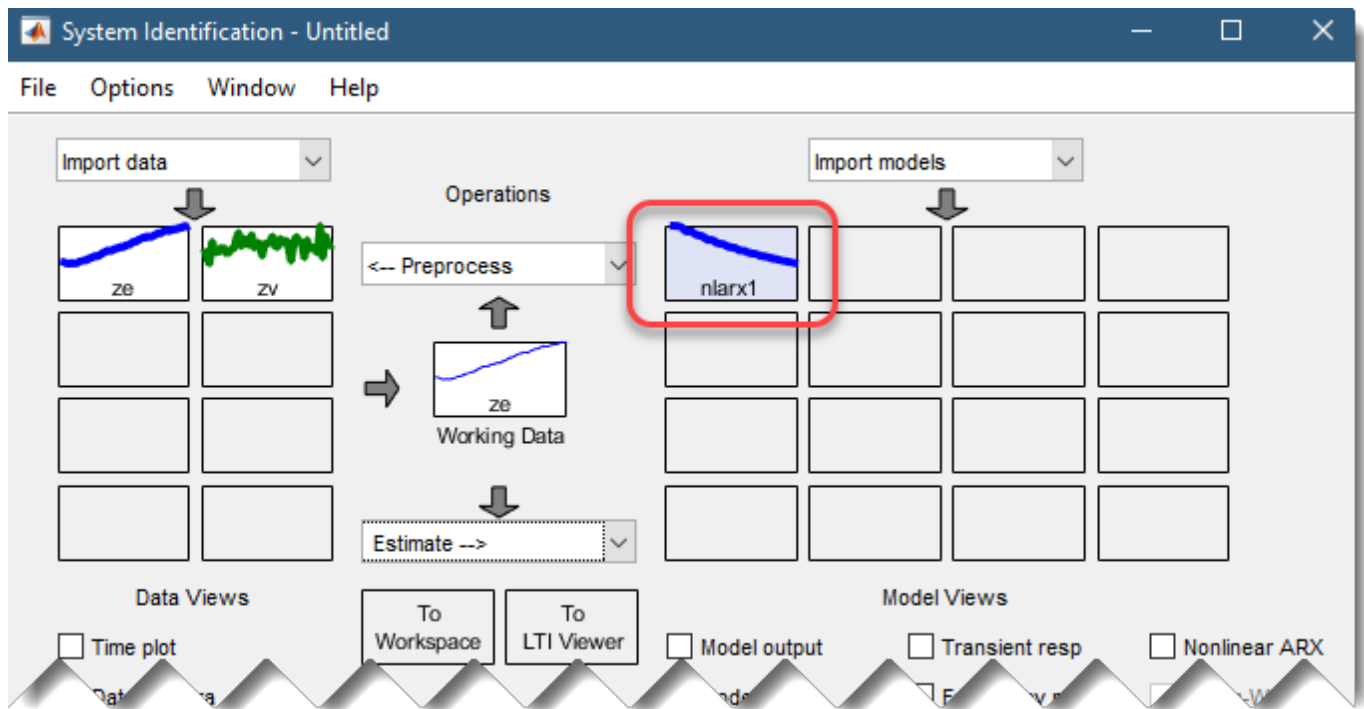 System Identification - Untitled
File Options Window Help
Import data
Import models
Operations
<-- Preprocess
ze
zv
nlarx1
ze
Working Data
Estimate -->
Data Views
To Workspace
To LTI Viewer
Model Views
Time plot
Model output
Transient resp
Nonlinear ARX